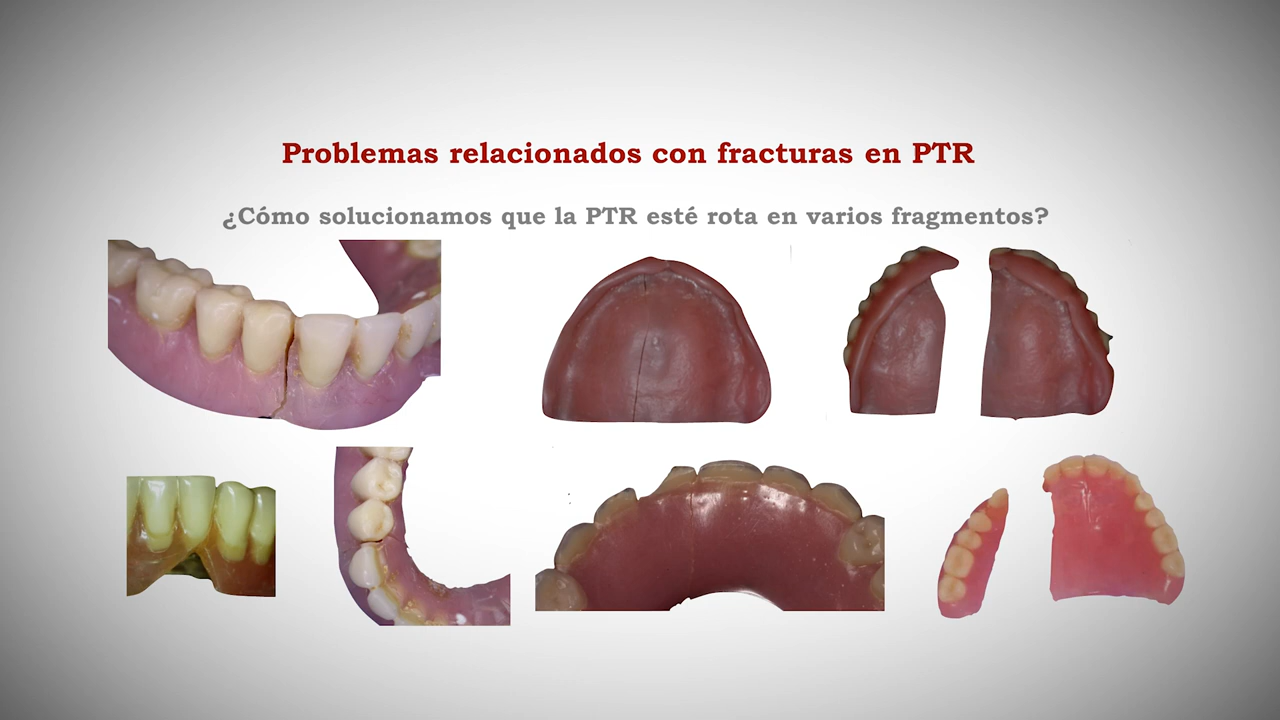 Problemas relacionados con fracturas en PTR
¿Cómo solucionamos que la PTR esté rota en varios fragmentos?